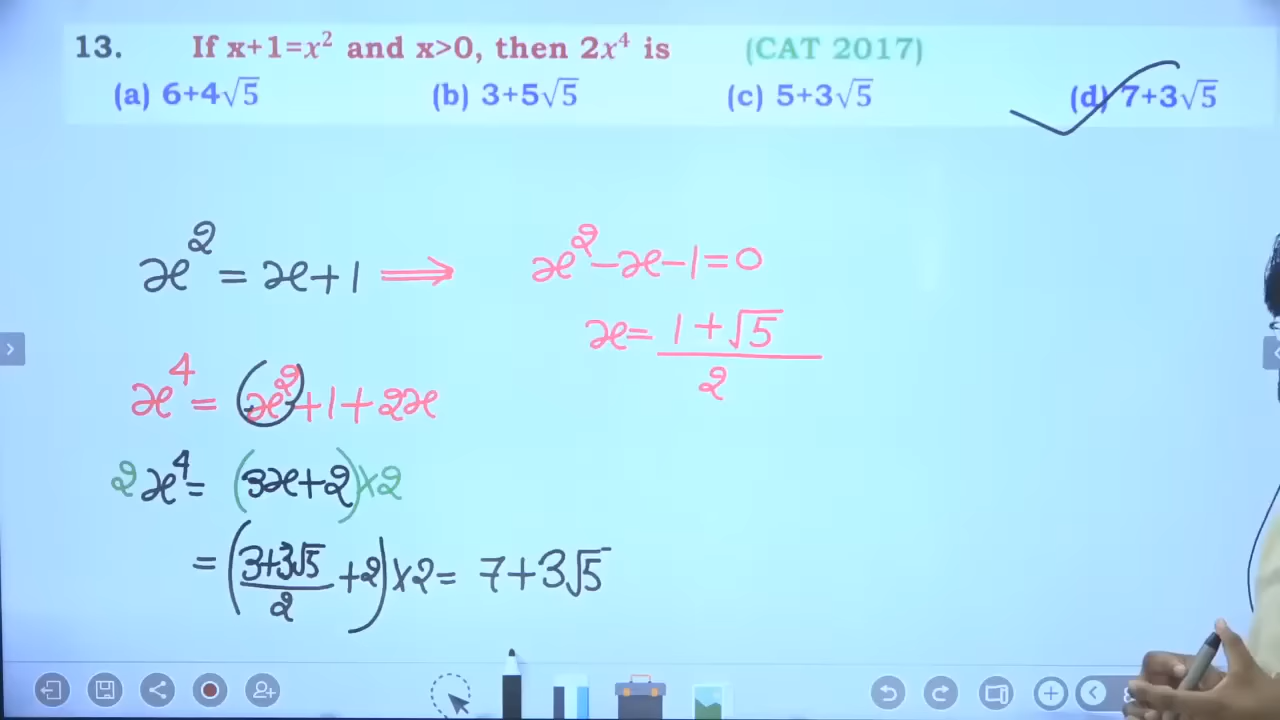 13. If x+1=x² and x>0, then 2x⁴ is (CAT 2017)
(a) 6+4√5 (b) 3+5√5 (c) 5+3√5 (d) 7+3√5
x² = x+1 ⟹ x²-x-1=0
x= (1+√5)/2
x⁴ = (x²)+1+2x
2x⁴= (3x+2)×2
= ((3+3√5)/2 +2)×2= 7+3√5